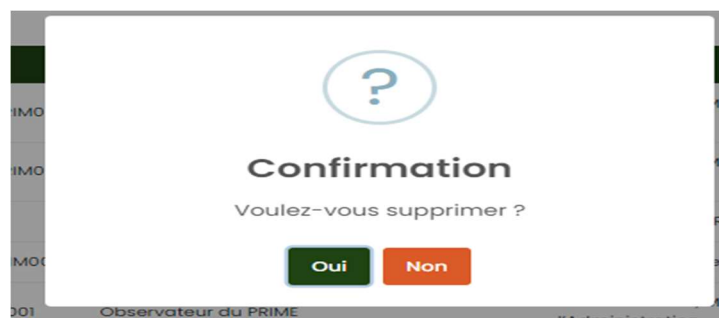 ?
Confirmation
Voulez-vous supprimer ?
Oui Non
Observateur du PRIME